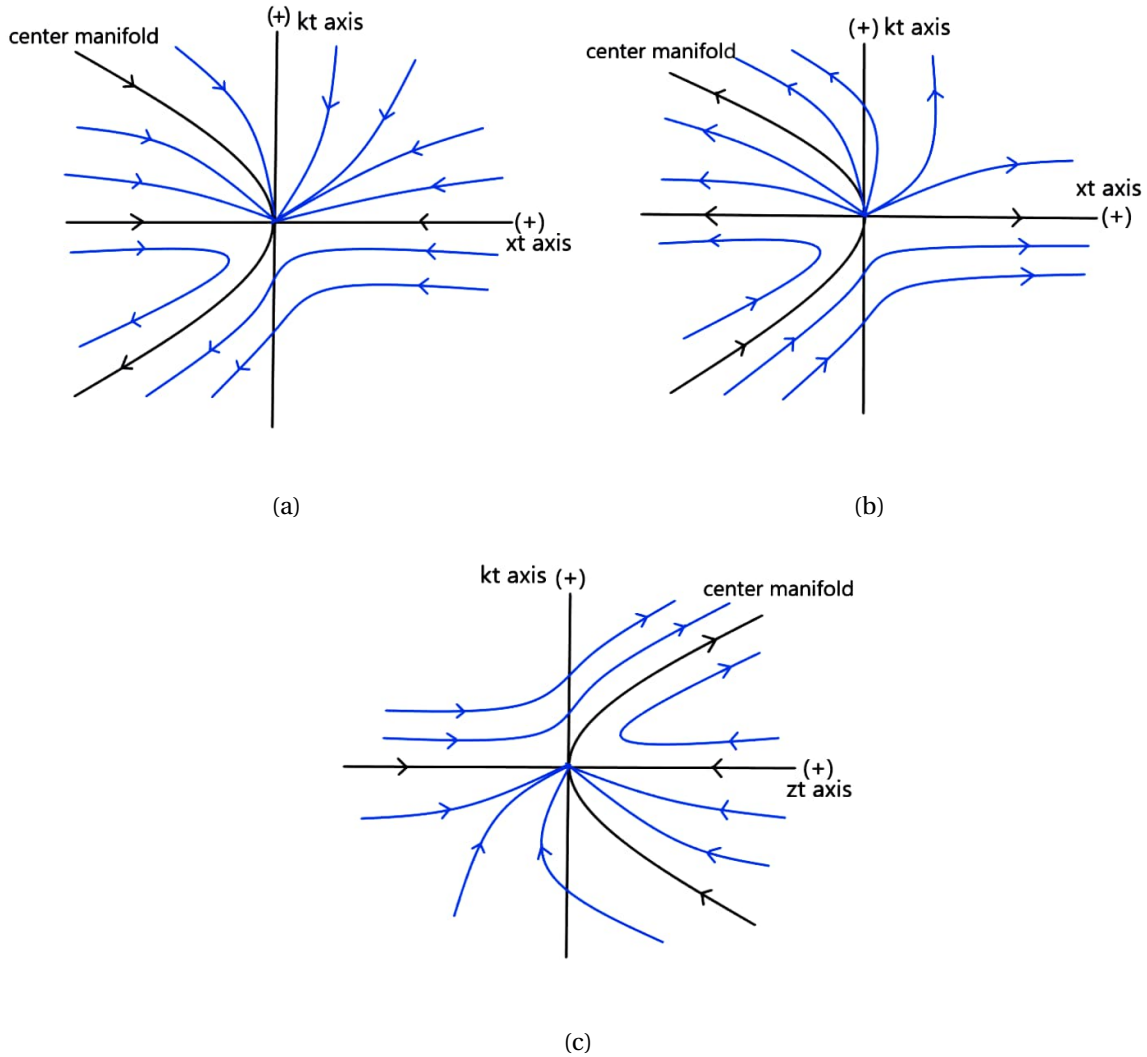 (+) kt axis
center manifold
(+)
xt axis
(a)
(+) kt axis
center manifold
xt axis
(+)
(b)
kt axis (+)
center manifold
(+)
zt axis
(c)